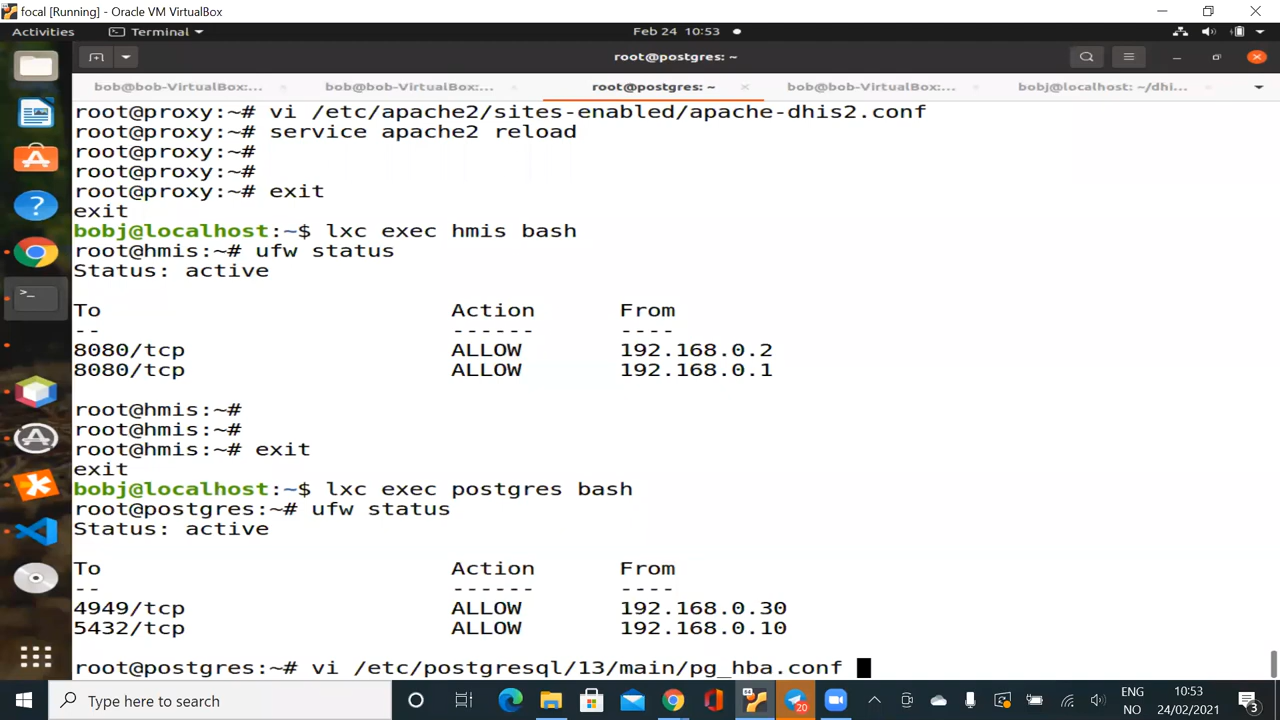 focal [Running] - Oracle VM VirtualBox
Activities
Terminal
Feb 24 10:53
root@postgres: ~
bob@bob-VirtualBox:...
bob@bob-VirtualBox:...
root@postgres: ~
bob@bob-VirtualBox:...
bobj@localhost: ~/dhi...
root@proxy:~# vi /etc/apache2/sites-enabled/apache-dhis2.conf
root@proxy:~# service apache2 reload
root@proxy:~#
root@proxy:~#
root@proxy:~# exit
exit
bobj@localhost:~$ lxc exec hmis bash
root@hmis:~# ufw status
Status: active
To Action From
-- ------ ----
8080/tcp ALLOW 192.168.0.2
8080/tcp ALLOW 192.168.0.1
root@hmis:~#
root@hmis:~#
root@hmis:~# exit
exit
bobj@localhost:~$ lxc exec postgres bash
root@postgres:~# ufw status
Status: active
To Action From
-- ------ ----
4949/tcp ALLOW 192.168.0.30
5432/tcp ALLOW 192.168.0.10
root@postgres:~# vi /etc/postgresql/13/main/pg_hba.conf
Type here to search
20
ENG
NO
10:53
24/02/2021
3